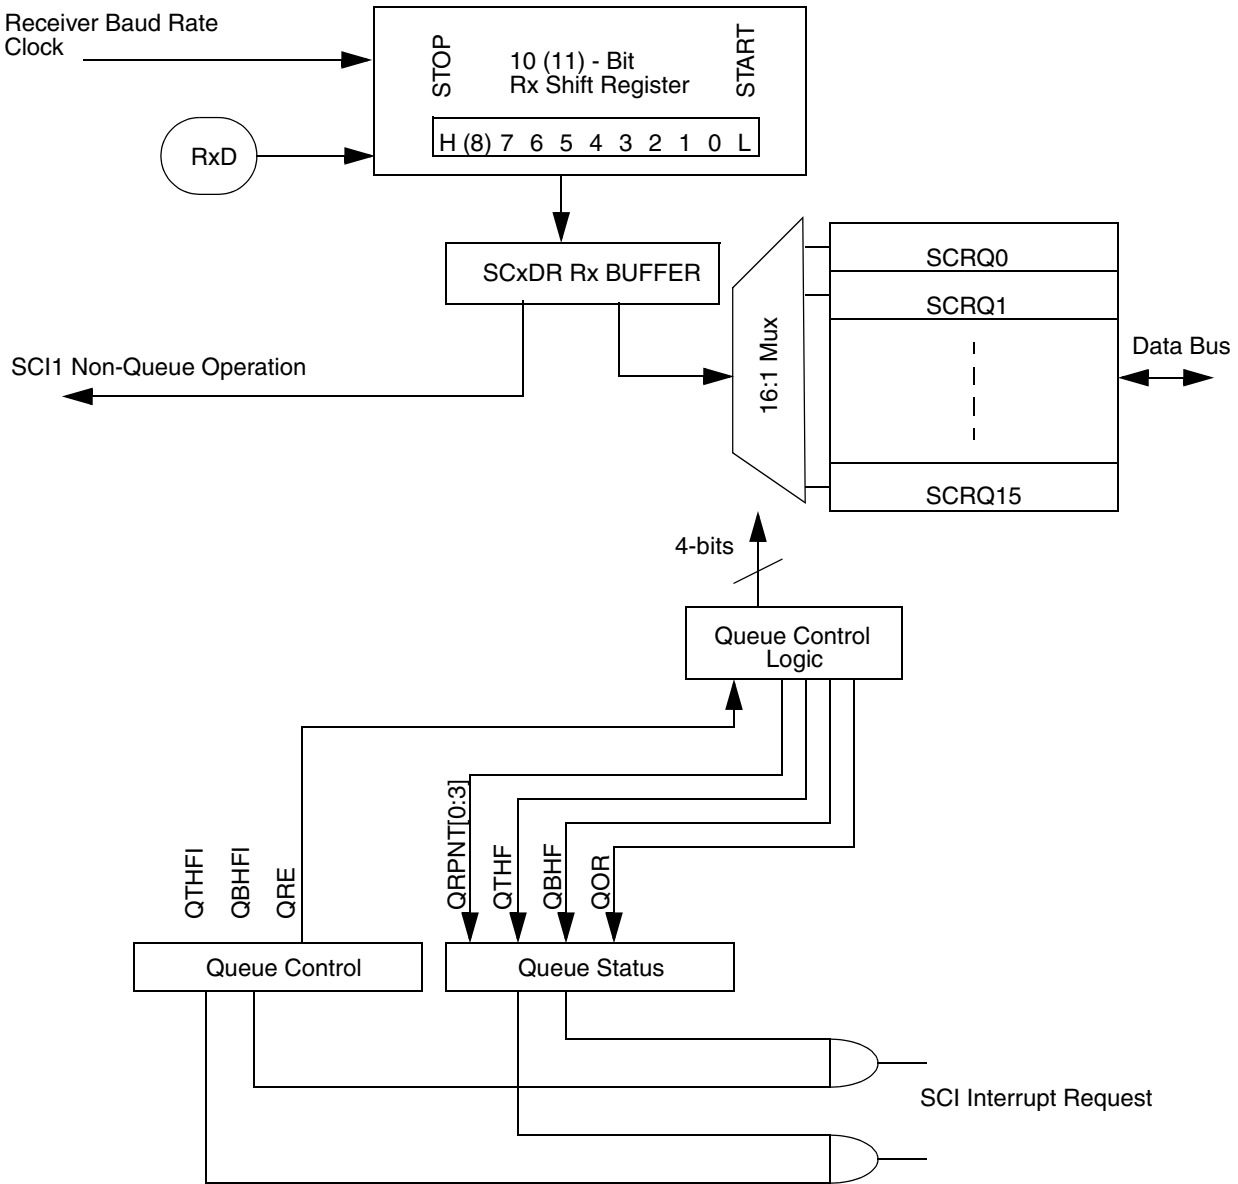 Receiver Baud Rate
Clock
STOP
10 (11) - Bit
Rx Shift Register
START
H (8) 7 6 5 4 3 2 1 0 L
RxD
SCxDR Rx BUFFER
SCI1 Non-Queue Operation
16:1 Mux
SCRQ0
SCRQ1
SCRQ15
Data Bus
4-bits
Queue Control
Logic
QTHFI
QBHFI
QRE
QRPNT[0:3]
QTHF
QBHF
QOR
Queue Control
Queue Status
SCI Interrupt Request